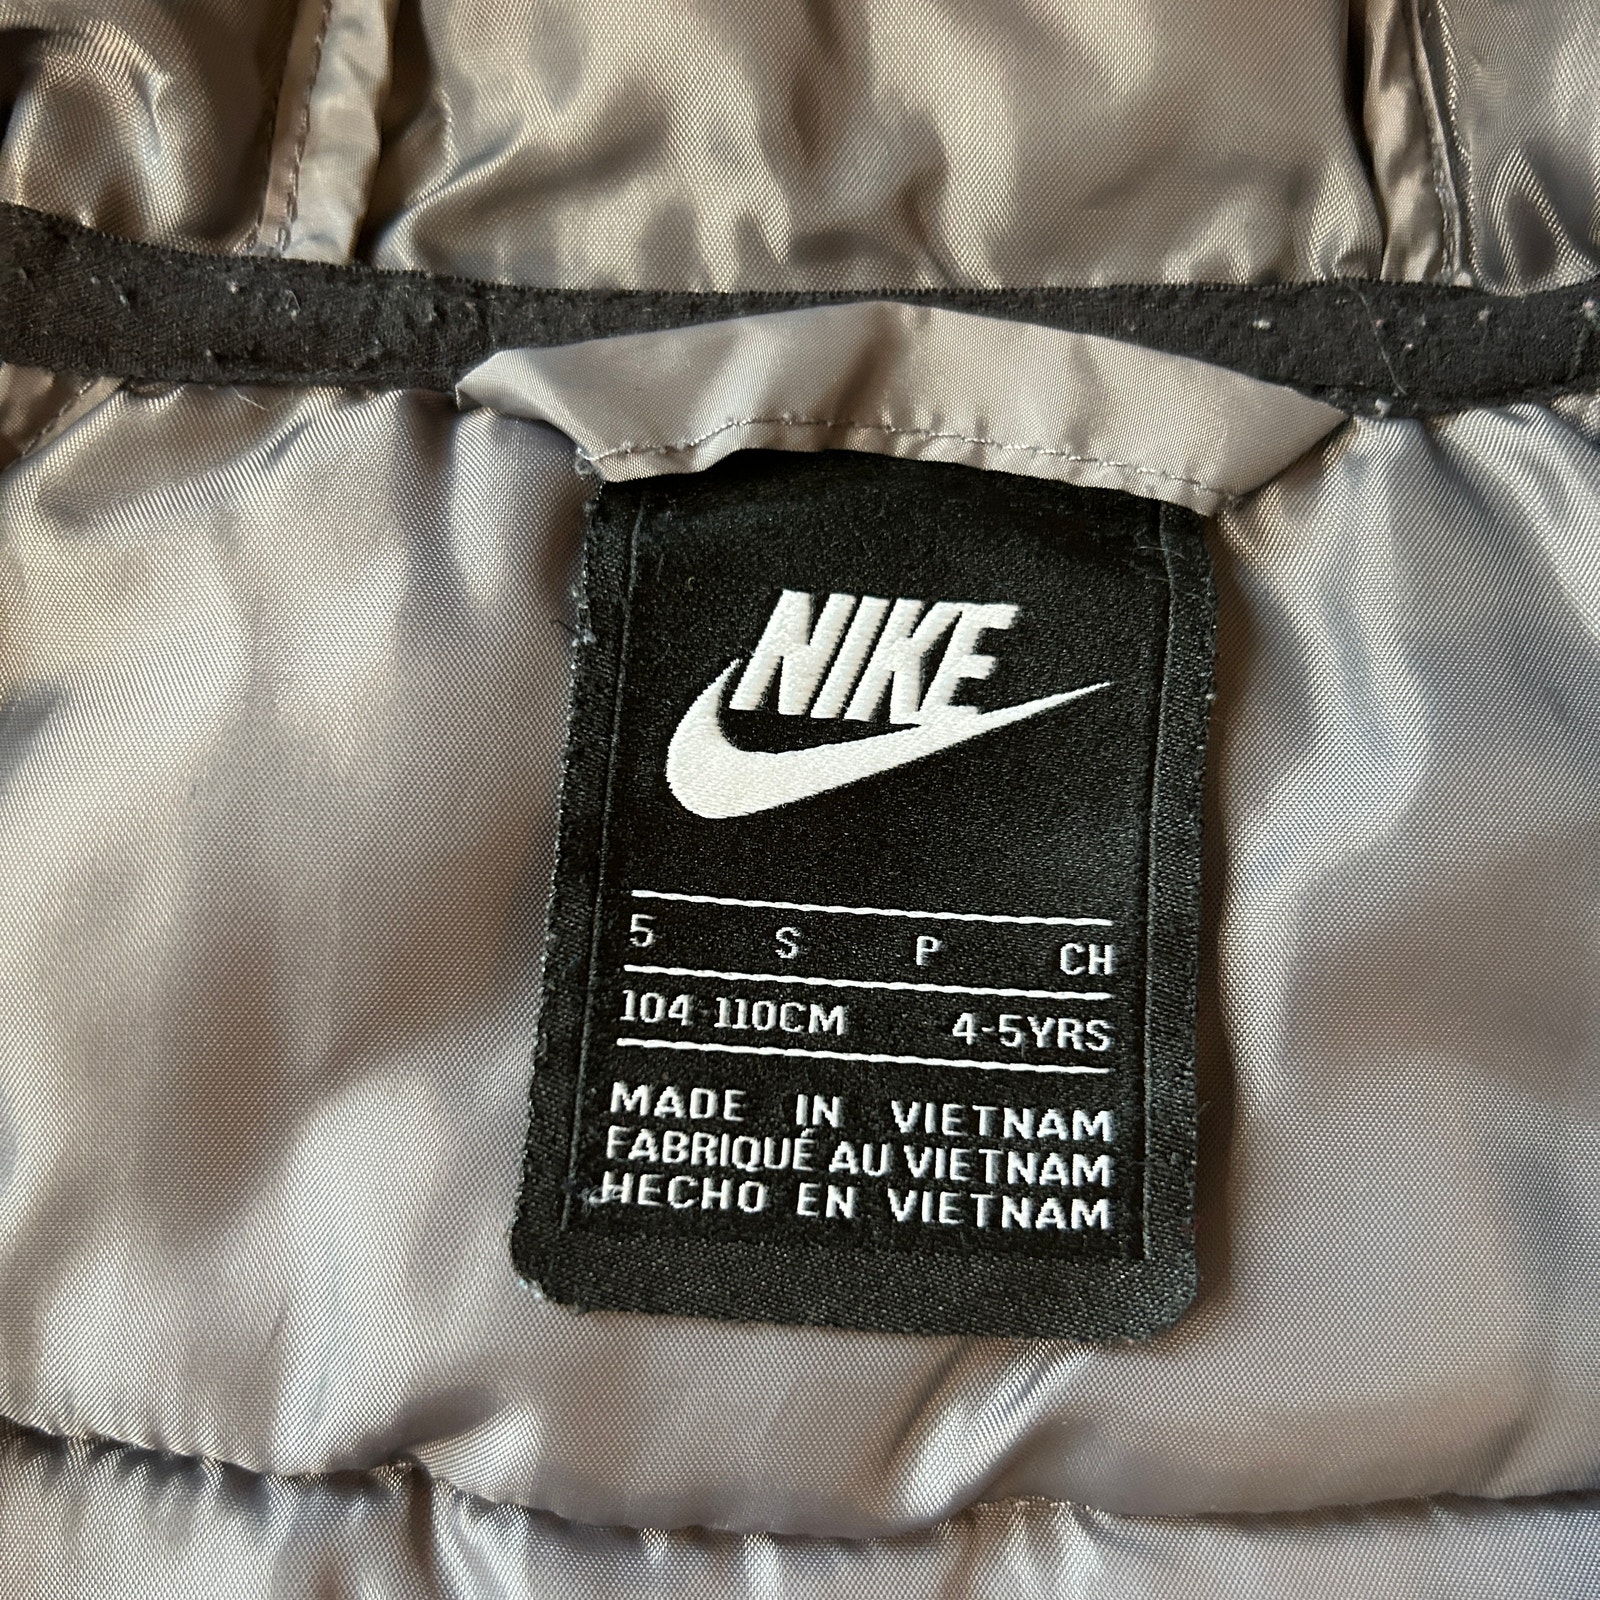 NIKE
5 S P CH
104-110CM 4-5YRS
MADE IN VIETNAM
FABRIQUÉ AU VIETNAM
HECHO EN VIETNAM